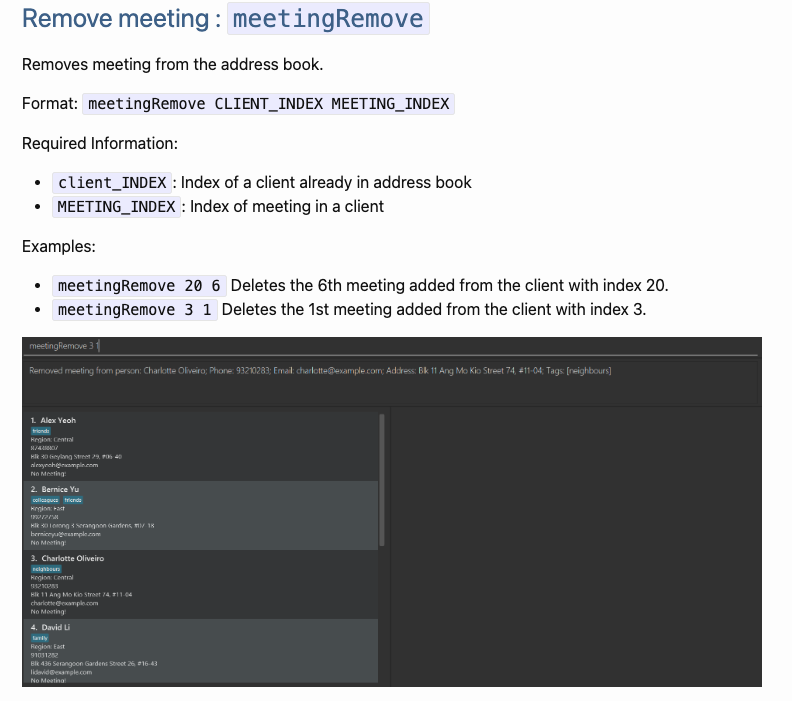 Remove meeting : meetingRemove
Removes meeting from the address book.
Format: meetingRemove CLIENT_INDEX MEETING_INDEX
Required Information:
client_INDEX : Index of a client already in address book
MEETING_INDEX : Index of meeting in a client
Examples:
meetingRemove 20 6 Deletes the 6th meeting added from the client with index 20.
meetingRemove 3 1 Deletes the 1st meeting added from the client with index 3.
meetingRemove 3 1
Removed meeting from person: Charlotte Oliveiro; Phone: 93210283; Email: charlotte@example.com; Address: Blk 11 Ang Mo Kio Street 74, #11-04; Tags: [neighbours]
1. Alex Yeoh
friends
Region: Central
87438807
Blk 30 Geylang Street 29, #06-40
alexyeoh@example.com
No Meeting!
2. Bernice Yu
colleagues friends
Region: East
99272758
Blk 30 Lorong 3 Serangoon Gardens, #07-18
berniceyu@example.com
No Meeting!
3. Charlotte Oliveiro
neighbours
Region: Central
93210283
Blk 11 Ang Mo Kio Street 74, #11-04
charlotte@example.com
No Meeting!
4. David Li
family
Region: East
91031282
Blk 436 Serangoon Gardens Street 26, #16-43
lidavid@example.com
No Meeting!